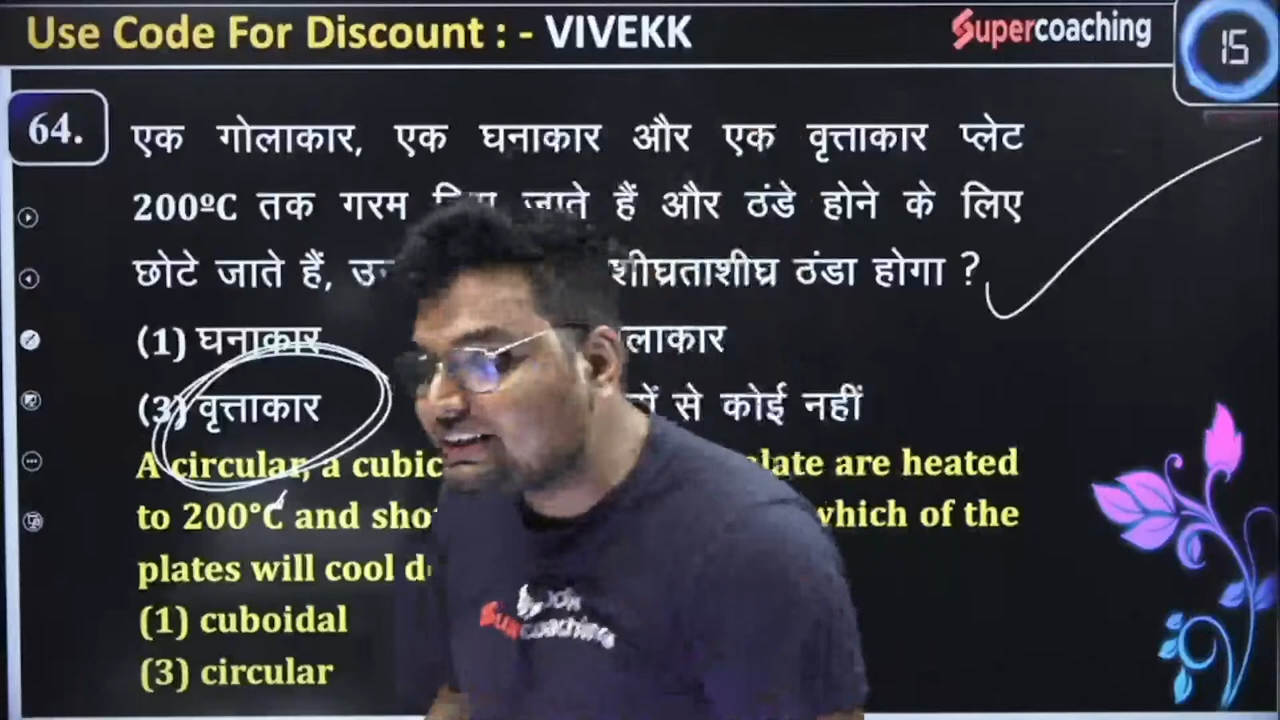 Use Code For Discount : - VIVEKK
Supercoaching
15
64.
एक गोलाकार, एक घनाकार और एक वृत्ताकार प्लेट
200ºC तक गरम जाते हैं और ठंडे होने के लिए
छोटे जाते हैं, शीघ्रताशीघ्र ठंडा होगा ?
(1) घनाकार
(3) वृत्ताकार से कोई नहीं
A circular, a cubic plate are heated
to 200°C and which of the
plates will cool
(1) cuboidal
(3) circular